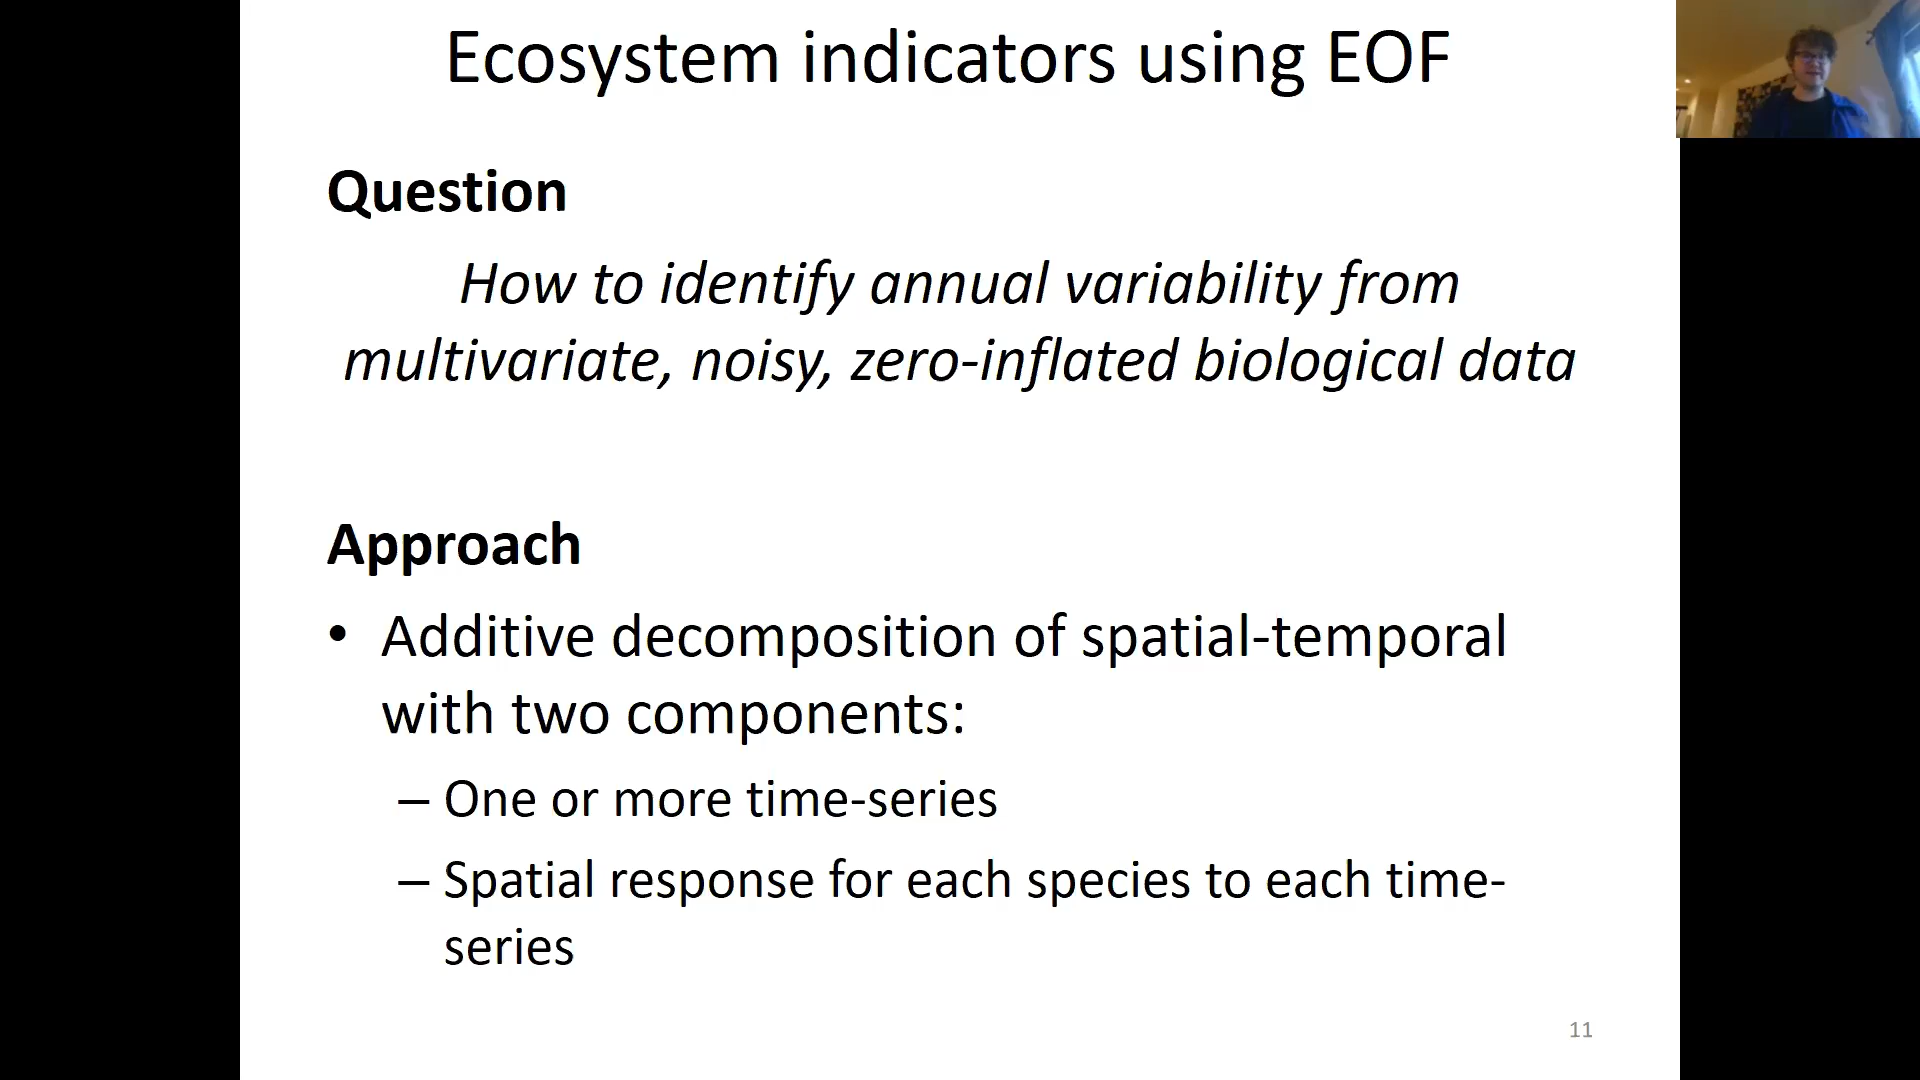 Ecosystem indicators using EOF
Question
How to identify annual variability from
multivariate, noisy, zero-inflated biological data
Approach
• Additive decomposition of spatial-temporal
with two components:
– One or more time-series
– Spatial response for each species to each time-
series
11